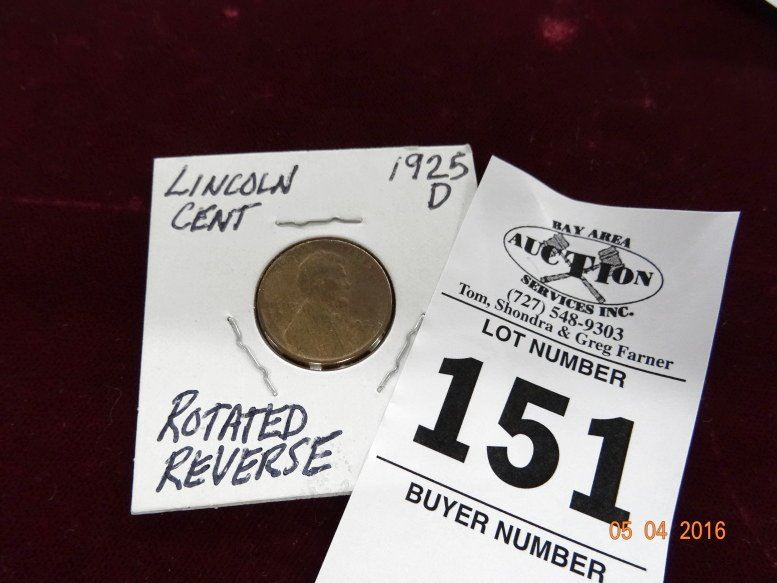 LINCOLN
CENT
1925
D
ROTATED
REVERSE
BAY AREA
AUCTION
SERVICES INC.
(727) 548-9303
Tom, Shondra & Greg Farner
LOT NUMBER
151
BUYER NUMBER
05 04 2016